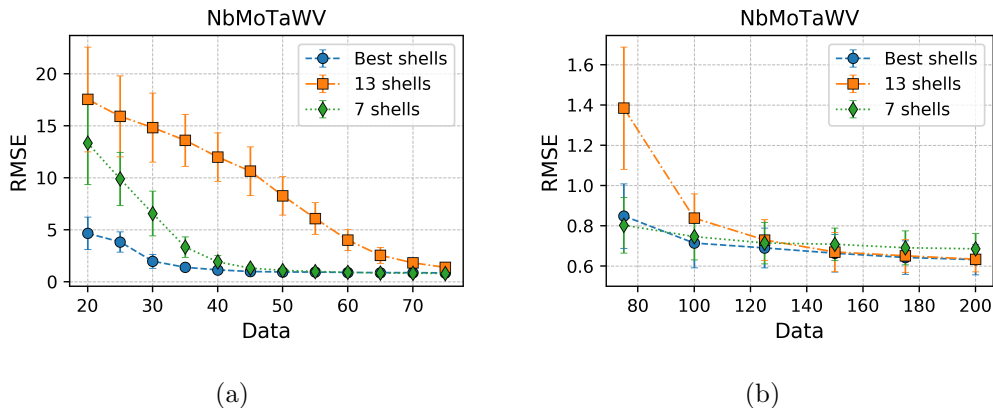 NbMoTaWV
Best shells
13 shells
7 shells
RMSE
20
15
10
5
0
20 30 40 50 60 70
Data
(a)
NbMoTaWV
Best shells
13 shells
7 shells
RMSE
1.6
1.4
1.2
1.0
0.8
0.6
80 100 120 140 160 180 200
Data
(b)